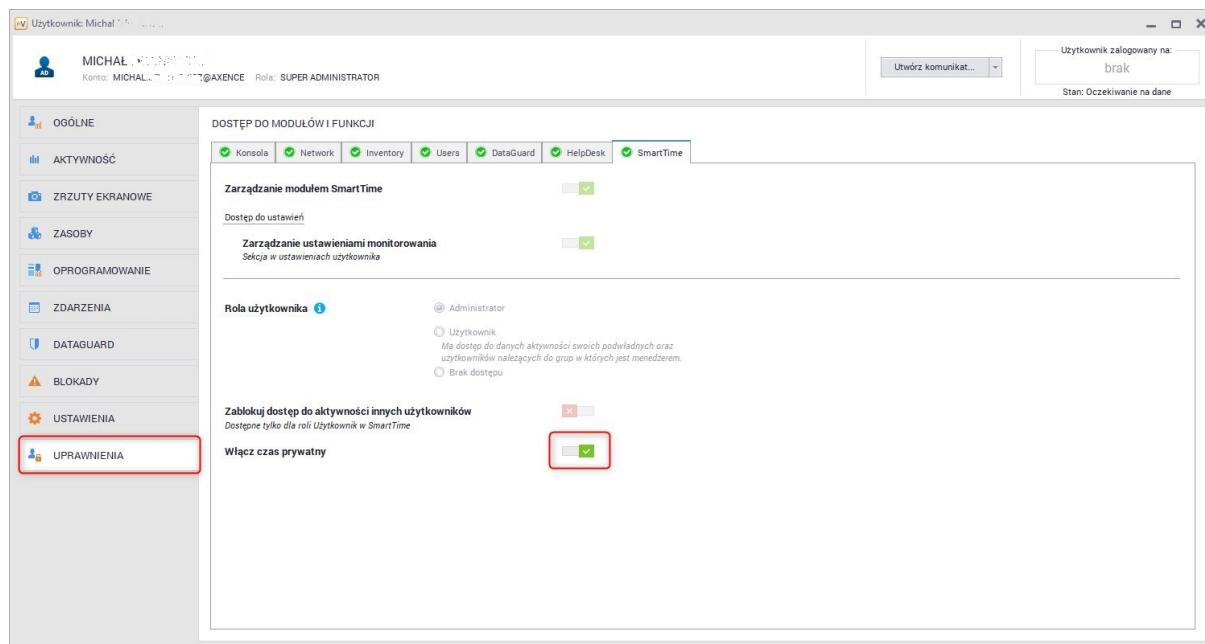 nV Użytkownik: Michal
Użytkownik zalogowany na:
MICHAŁ
Konto: @AXENCE Rola: SUPER ADMINISTRATOR
AD
Utwórz komunikat...
brak
Stan: Oczekiwanie na dane
OGÓLNE
AKTYWNOŚĆ
ZRZUTY EKRANOWE
ZASOBY
OPROGRAMOWANIE
ZDARZENIA
DATAGUARD
BLOKADY
USTAWIENIA
UPRAWNIENIA
DOSTĘP DO MODUŁÓW I FUNKCJI
Konsola Network Inventory Users DataGuard HelpDesk SmartTime
Zarządzanie modułem SmartTime
Dostęp do ustawień
Zarządzanie ustawieniami monitorowania
Sekcja w ustawieniach użytkownika
Rola użytkownika
Administrator
Użytkownik
Ma dostęp do danych aktywności swoich podwładnych oraz
użytkowników należących do grup w których jest menedżerem.
Brak dostępu
Zablokuj dostęp do aktywności innych użytkowników
Dostępne tylko dla roli Użytkownik w SmartTime
Włącz czas prywatny